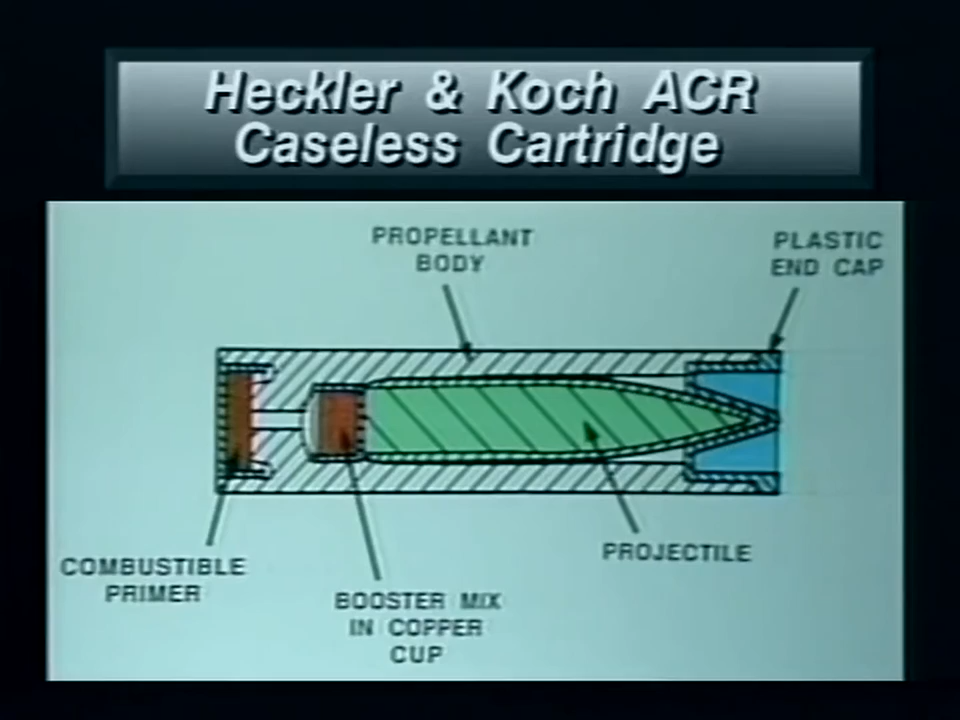 Heckler & Koch ACR
Caseless Cartridge
PROPELLANT
BODY
PLASTIC
END CAP
COMBUSTIBLE
PRIMER
BOOSTER MIX
IN COPPER
CUP
PROJECTILE